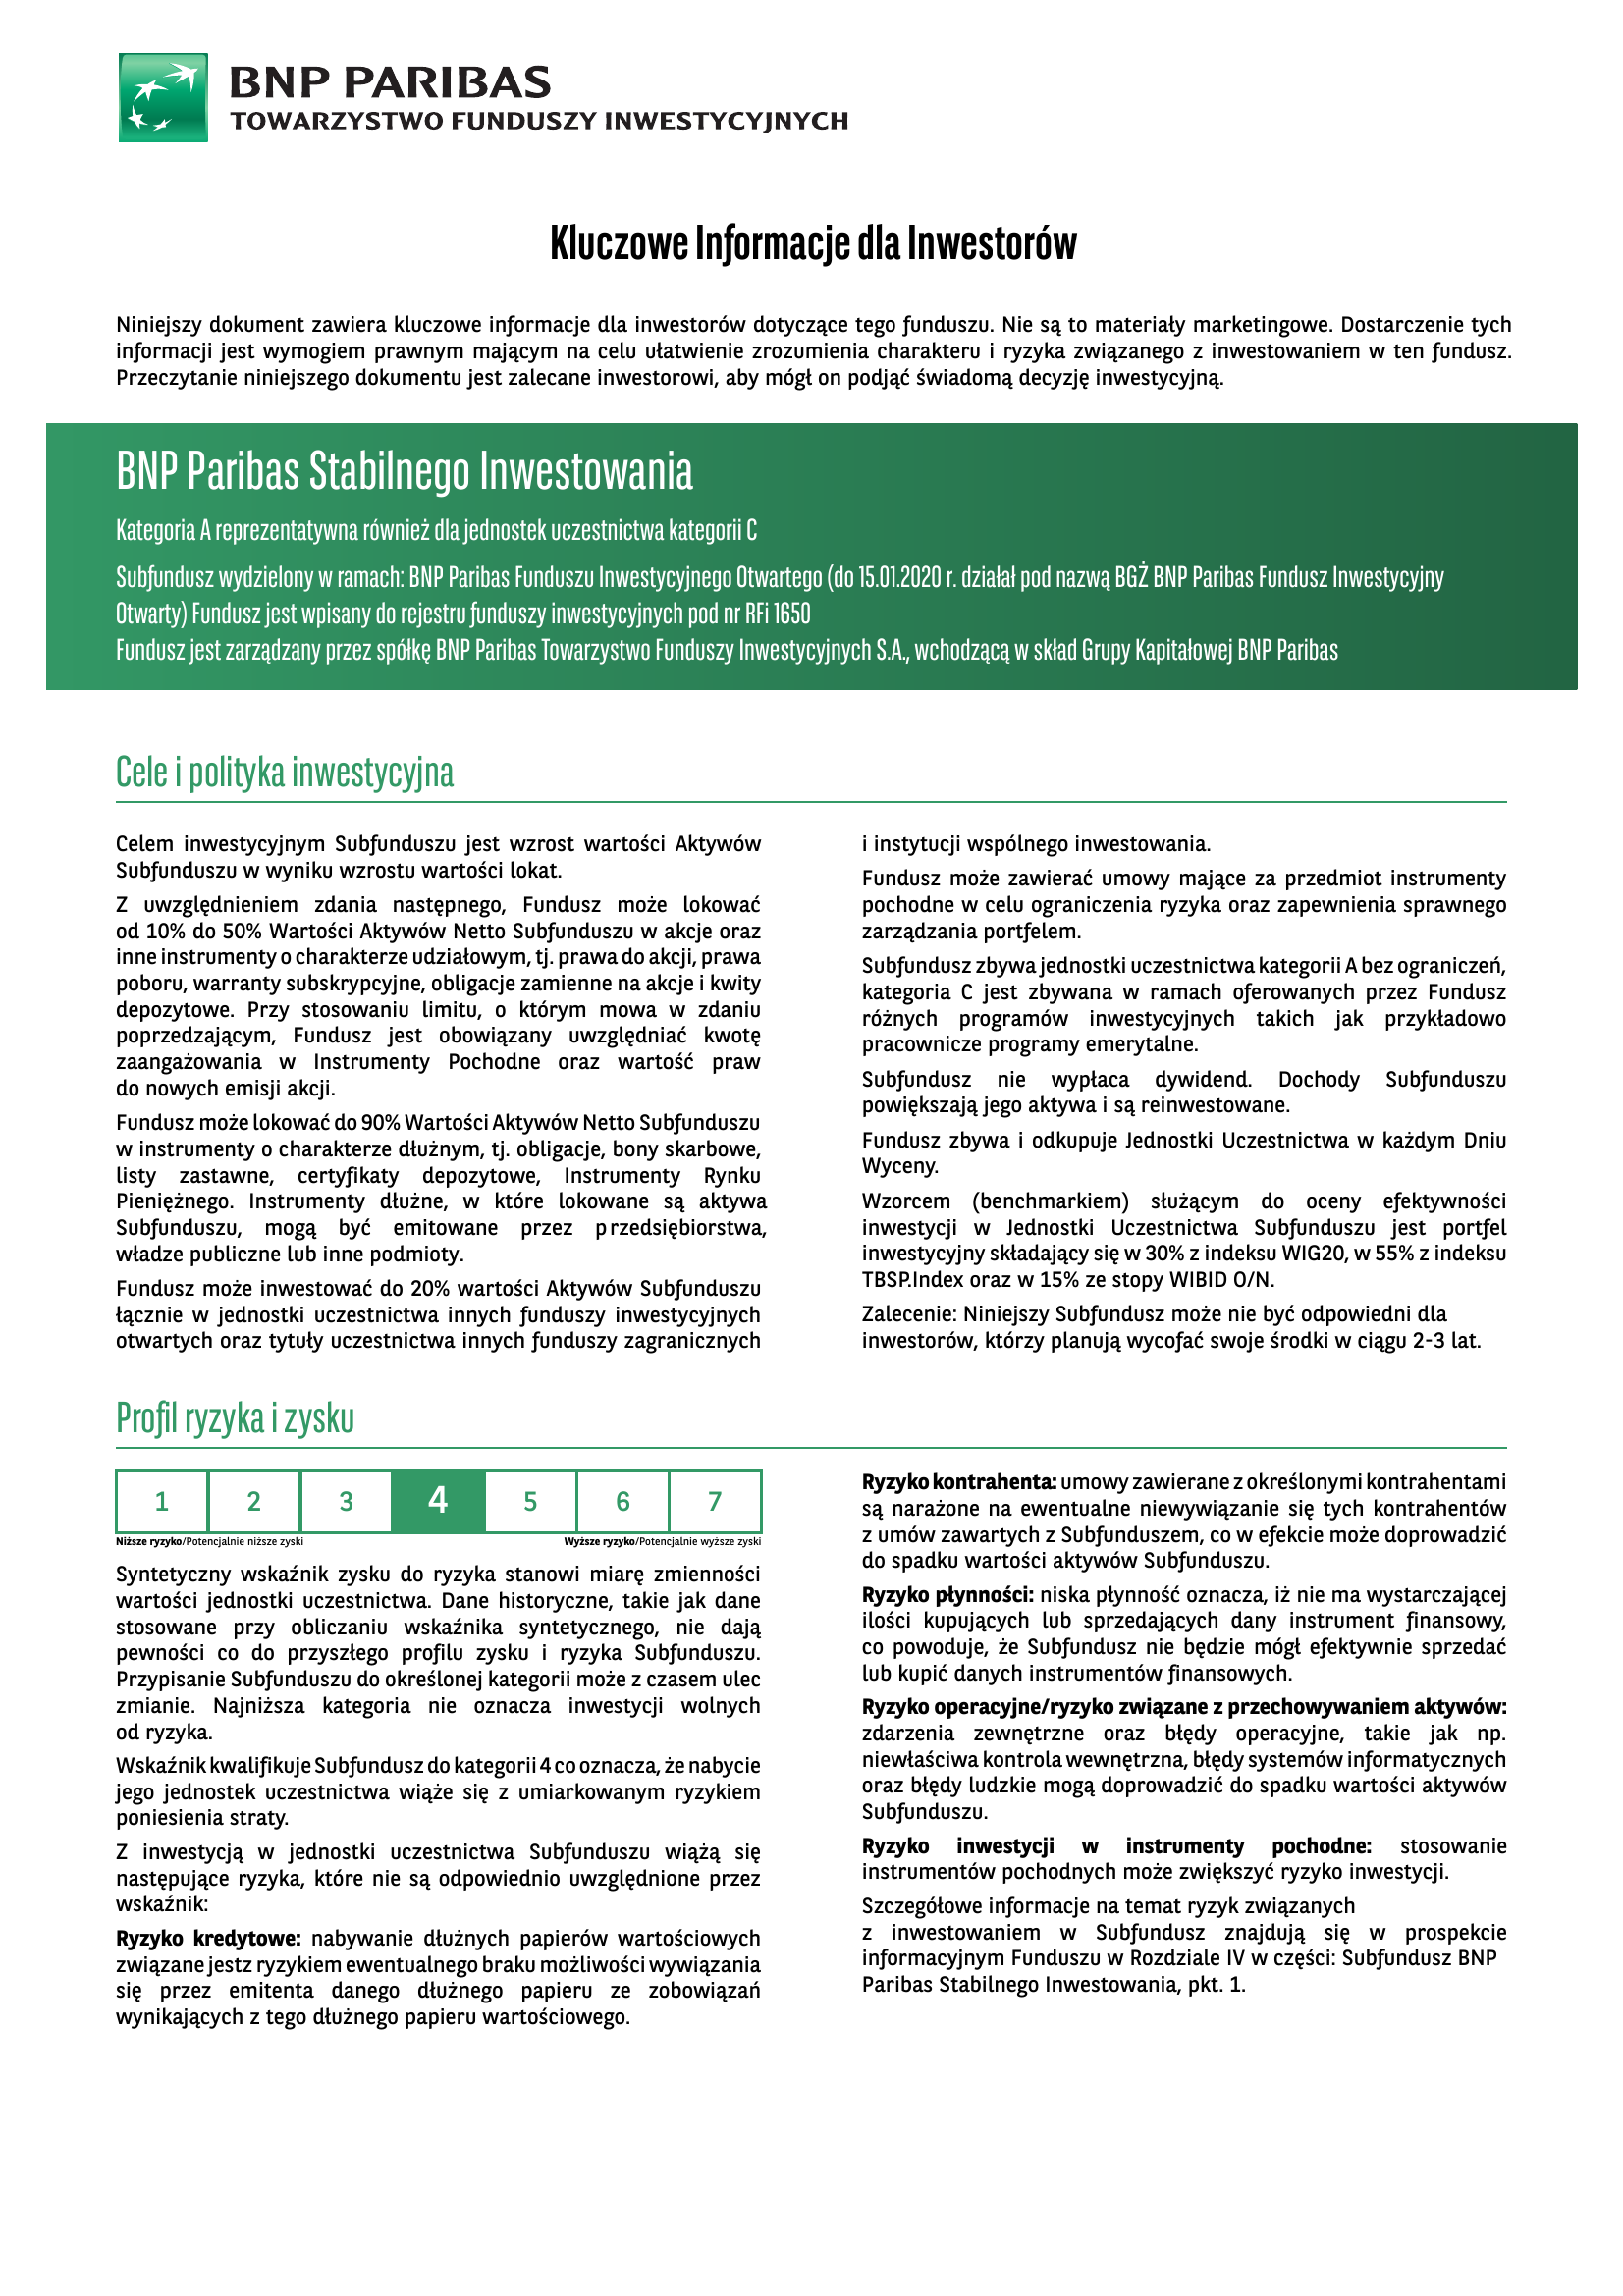 BNP PARIBAS
TOWARZYSTWO FUNDUSZY INWESTYCYJNYCH
Kluczowe Informacje dla Inwestorów
Niniejszy dokument zawiera kluczowe informacje dla inwestorów dotyczące tego funduszu. Nie są to materiały marketingowe. Dostarczenie tych
informacji jest wymogiem prawnym mającym na celu ułatwienie zrozumienia charakteru i ryzyka związanego z inwestowaniem w ten fundusz.
Przeczytanie niniejszego dokumentu jest zalecane inwestorowi, aby mógł on podjąć świadomą decyzję inwestycyjną.
BNP Paribas Stabilnego Inwestowania
Kategoria A reprezentatywna również dla jednostek uczestnictwa kategorii C
Subfundusz wydzielony w ramach: BNP Paribas Funduszu Inwestycyjnego Otwartego (do 15.01.2020 r. działał pod nazwą BGŻ BNP Paribas Fundusz Inwestycyjny
Otwarty) Fundusz jest wpisany do rejestru funduszy inwestycyjnych pod nr RFi 1650
Fundusz jest zarządzany przez spółkę BNP Paribas Towarzystwo Funduszy Inwestycyjnych S.A., wchodzącą w skład Grupy Kapitałowej BNP Paribas
Cele i polityka inwestycyjna
Celem inwestycyjnym Subfunduszu jest wzrost wartości Aktywów
Subfunduszu w wyniku wzrostu wartości lokat.
Z uwzględnieniem zdania następnego, Fundusz może lokować
od 10% do 50% Wartości Aktywów Netto Subfunduszu w akcje oraz
inne instrumenty o charakterze udziałowym, tj. prawa do akcji, prawa
poboru, warranty subskrypcyjne, obligacje zamienne na akcje i kwity
depozytowe. Przy stosowaniu limitu, o którym mowa w zdaniu
poprzedzającym, Fundusz jest obowiązany uwzględniać kwotę
zaangażowania w Instrumenty Pochodne oraz wartość praw
do nowych emisji akcji.
Fundusz może lokować do 90% Wartości Aktywów Netto Subfunduszu
w instrumenty o charakterze dłużnym, tj. obligacje, bony skarbowe,
listy zastawne, certyfikaty depozytowe, Instrumenty Rynku
Pieniężnego. Instrumenty dłużne, w które lokowane są aktywa
Subfunduszu, mogą być emitowane przez p rzedsiębiorstwa,
władze publiczne lub inne podmioty.
Fundusz może inwestować do 20% wartości Aktywów Subfunduszu
łącznie w jednostki uczestnictwa innych funduszy inwestycyjnych
otwartych oraz tytuły uczestnictwa innych funduszy zagranicznych
i instytucji wspólnego inwestowania.
Fundusz może zawierać umowy mające za przedmiot instrumenty
pochodne w celu ograniczenia ryzyka oraz zapewnienia sprawnego
zarządzania portfelem.
Subfundusz zbywa jednostki uczestnictwa kategorii A bez ograniczeń,
kategoria C jest zbywana w ramach oferowanych przez Fundusz
różnych programów inwestycyjnych takich jak przykładowo
pracownicze programy emerytalne.
Subfundusz nie wypłaca dywidend. Dochody Subfunduszu
powiększają jego aktywa i są reinwestowane.
Fundusz zbywa i odkupuje Jednostki Uczestnictwa w każdym Dniu
Wyceny.
Wzorcem (benchmarkiem) służącym do oceny efektywności
inwestycji w Jednostki Uczestnictwa Subfunduszu jest portfel
inwestycyjny składający się w 30% z indeksu WIG20, w 55% z indeksu
TBSP.Index oraz w 15% ze stopy WIBID O/N.
Zalecenie: Niniejszy Subfundusz może nie być odpowiedni dla
inwestorów, którzy planują wycofać swoje środki w ciągu 2-3 lat.
Profil ryzyka i zysku
1 2 3 4 5 6 7
Niższe ryzyko/Potencjalnie niższe zyski Wyższe ryzyko/Potencjalnie wyższe zyski
Syntetyczny wskaźnik zysku do ryzyka stanowi miarę zmienności
wartości jednostki uczestnictwa. Dane historyczne, takie jak dane
stosowane przy obliczaniu wskaźnika syntetycznego, nie dają
pewności co do przyszłego profilu zysku i ryzyka Subfunduszu.
Przypisanie Subfunduszu do określonej kategorii może z czasem ulec
zmianie. Najniższa kategoria nie oznacza inwestycji wolnych
od ryzyka.
Wskaźnik kwalifikuje Subfundusz do kategorii 4 co oznacza, że nabycie
jego jednostek uczestnictwa wiąże się z umiarkowanym ryzykiem
poniesienia straty.
Z inwestycją w jednostki uczestnictwa Subfunduszu wiążą się
następujące ryzyka, które nie są odpowiednio uwzględnione przez
wskaźnik:
Ryzyko kredytowe: nabywanie dłużnych papierów wartościowych
związane jestz ryzykiem ewentualnego braku możliwości wywiązania
się przez emitenta danego dłużnego papieru ze zobowiązań
wynikających z tego dłużnego papieru wartościowego.
Ryzyko kontrahenta: umowy zawierane z określonymi kontrahentami
są narażone na ewentualne niewywiązanie się tych kontrahentów
z umów zawartych z Subfunduszem, co w efekcie może doprowadzić
do spadku wartości aktywów Subfunduszu.
Ryzyko płynności: niska płynność oznacza, iż nie ma wystarczającej
ilości kupujących lub sprzedających dany instrument finansowy,
co powoduje, że Subfundusz nie będzie mógł efektywnie sprzedać
lub kupić danych instrumentów finansowych.
Ryzyko operacyjne/ryzyko związane z przechowywaniem aktywów:
zdarzenia zewnętrzne oraz błędy operacyjne, takie jak np.
niewłaściwa kontrola wewnętrzna, błędy systemów informatycznych
oraz błędy ludzkie mogą doprowadzić do spadku wartości aktywów
Subfunduszu.
Ryzyko inwestycji w instrumenty pochodne: stosowanie
instrumentów pochodnych może zwiększyć ryzyko inwestycji.
Szczegółowe informacje na temat ryzyk związanych
z inwestowaniem w Subfundusz znajdują się w prospekcie
informacyjnym Funduszu w Rozdziale IV w części: Subfundusz BNP
Paribas Stabilnego Inwestowania, pkt. 1.